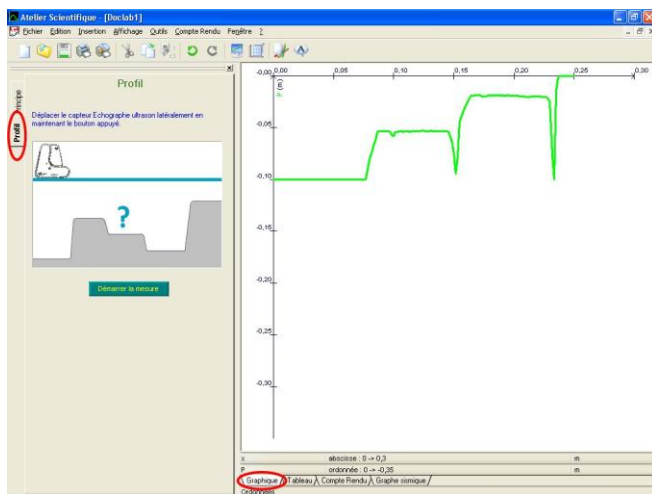 Atelier Scientifique - [Doclab1]
Fichier Edition Insertion Affichage Outils Compte Rendu Fenêtre ?
Profil
Déplacer le capteur Echographe ultrason latéralement en
maintenant le bouton appuyé.
?
Démarrer la mesure
Principe
Profil
-0,00 0,00 0,05 0,10 0,15 0,20 0,25 0,30
P (m)
-0,05
-0,10
-0,15
-0,20
-0,25
-0,30
x abscisse : 0 -> 0,3 m
P ordonnée : 0 -> -0,35 m
Graphique Tableau Compte Rendu Graphe sismique
Ordonnées